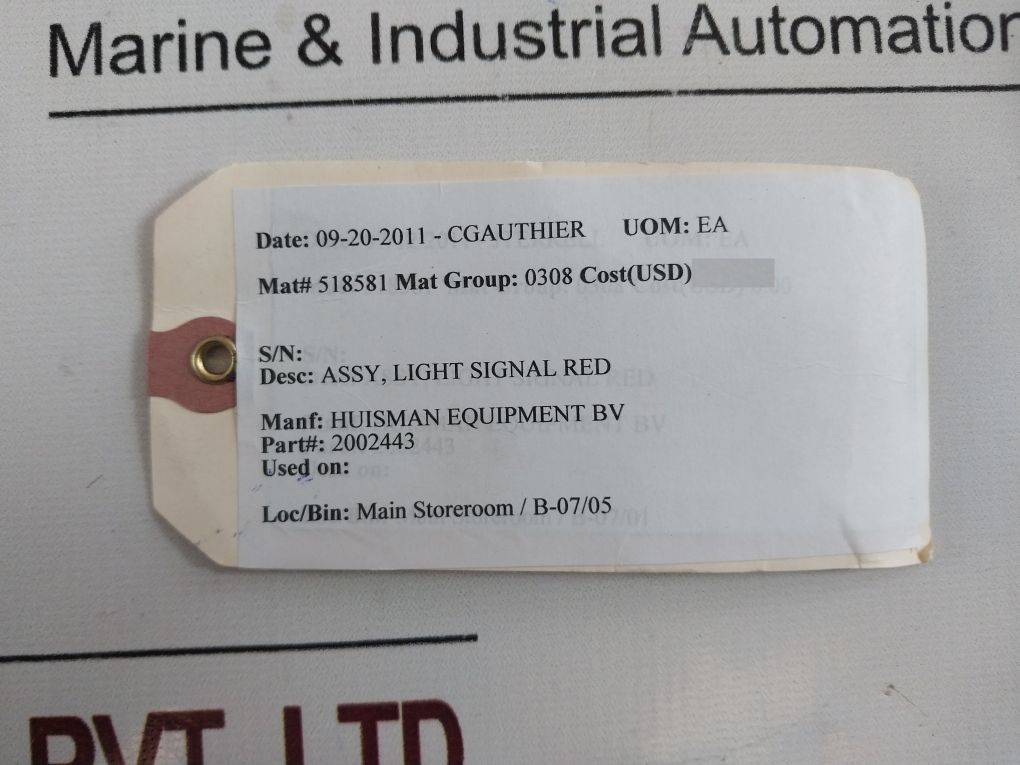 Marine & Industrial Automation
Date: 09-20-2011 - CGAUTHIER UOM: EA
Mat# 518581 Mat Group: 0308 Cost(USD)
S/N:
Desc: ASSY, LIGHT SIGNAL RED
Manf: HUISMAN EQUIPMENT BV
Part#: 2002443
Used on:
Loc/Bin: Main Storeroom / B-07/05
PVT. LTD